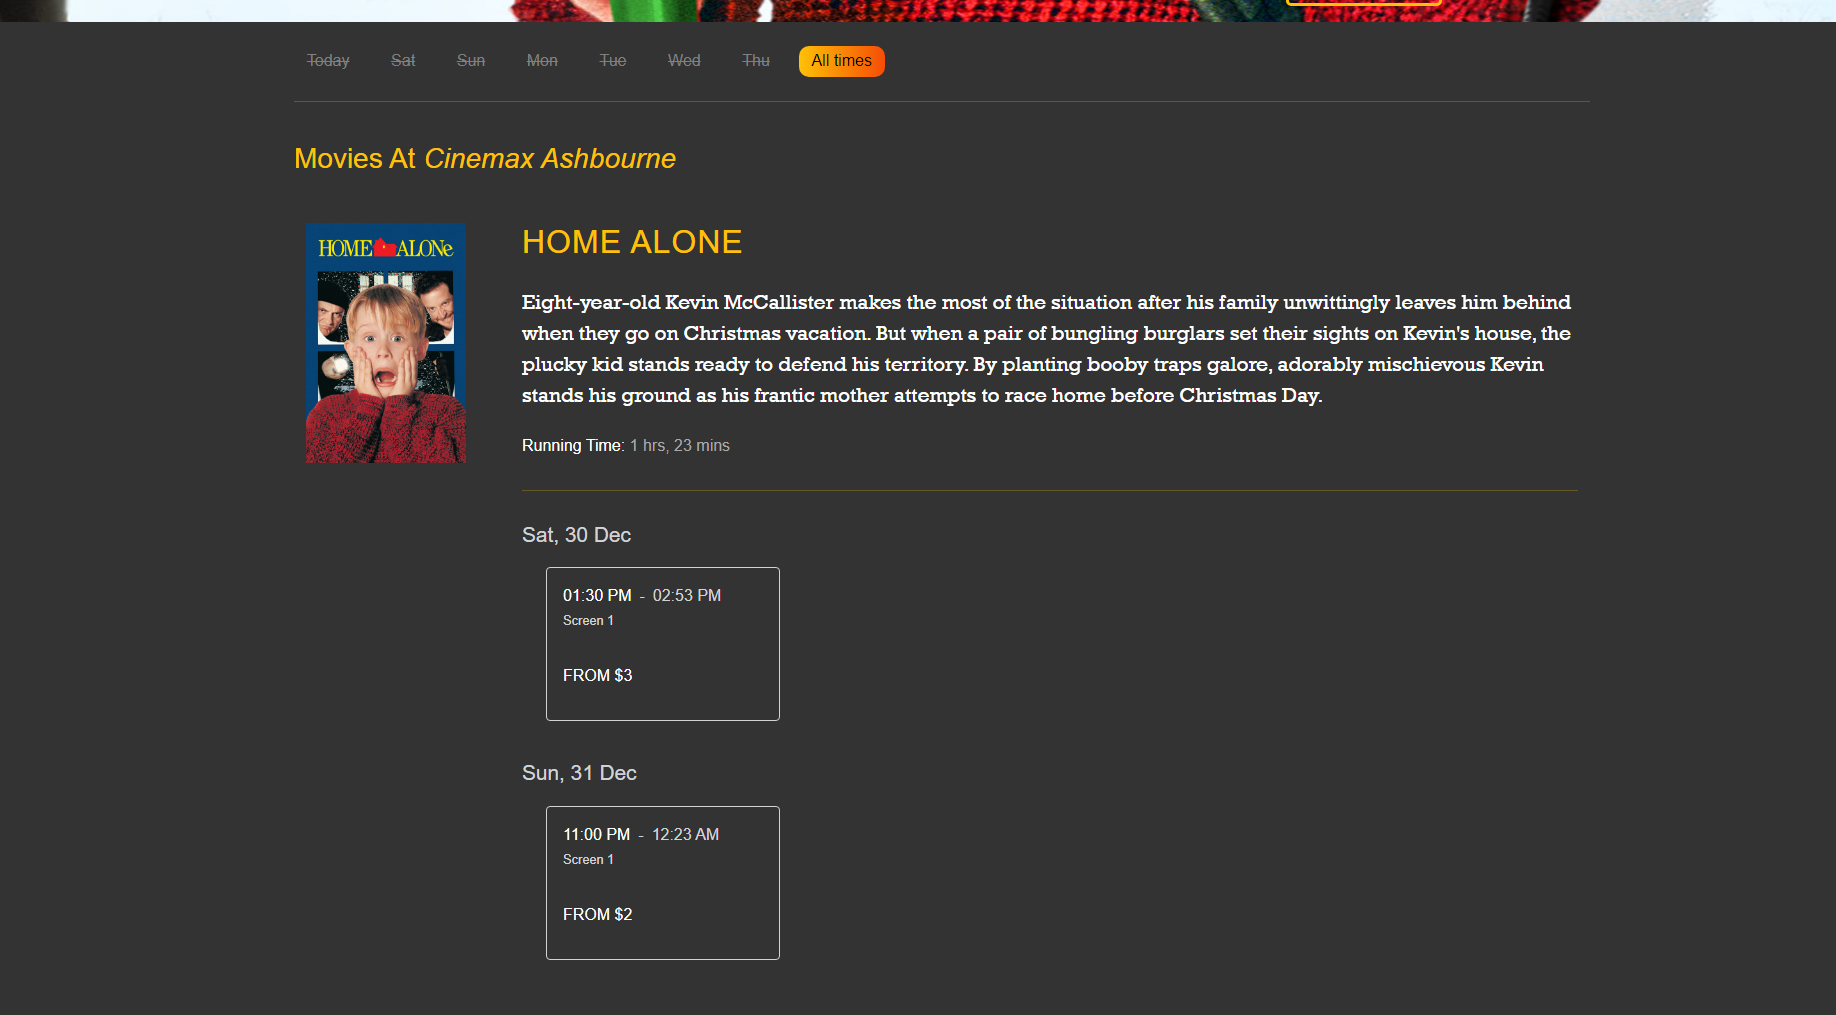 Today Sat Sun Mon Tue Wed Thu All times
Movies At Cinemax Ashbourne
HOME ALONe
HOME ALONE
Eight-year-old Kevin McCallister makes the most of the situation after his family unwittingly leaves him behind
when they go on Christmas vacation. But when a pair of bungling burglars set their sights on Kevin's house, the
plucky kid stands ready to defend his territory. By planting booby traps galore, adorably mischievous Kevin
stands his ground as his frantic mother attempts to race home before Christmas Day.
Running Time: 1 hrs, 23 mins
Sat, 30 Dec
01:30 PM - 02:53 PM
Screen 1
FROM $3
Sun, 31 Dec
11:00 PM - 12:23 AM
Screen 1
FROM $2